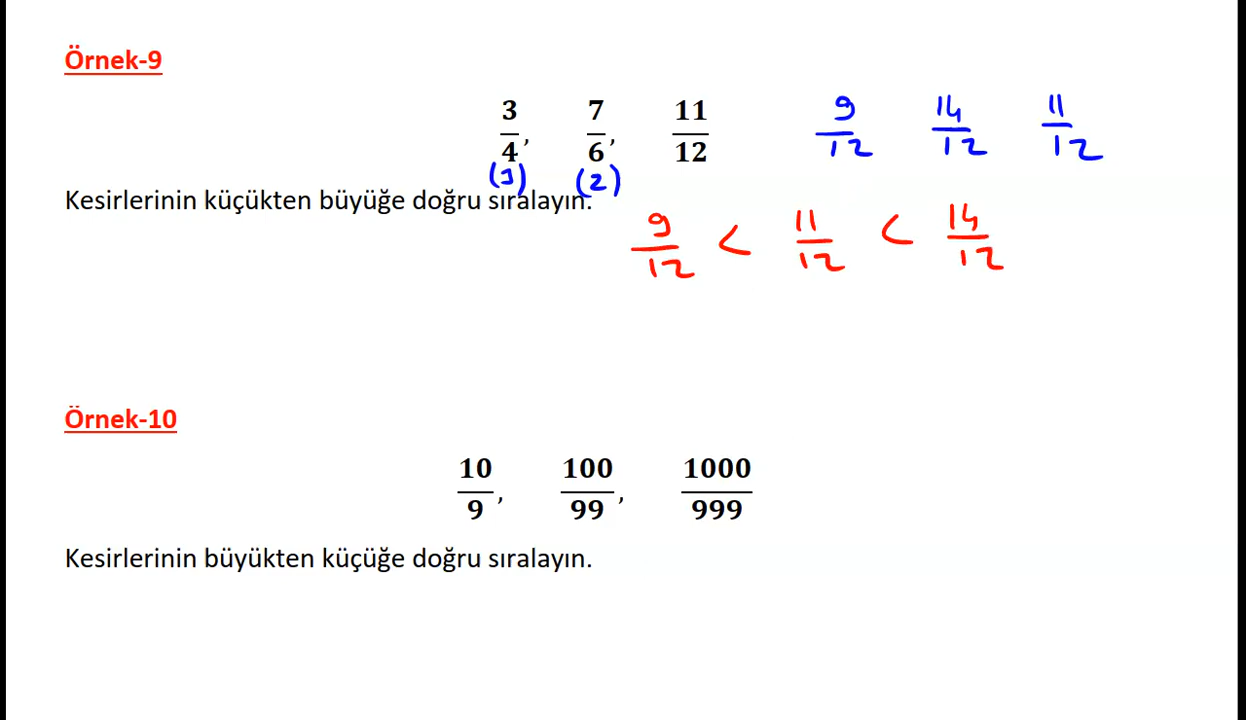 Örnek-9
3/4, 7/6, 11/12 9/12 14/12 11/12
(3) (2)
Kesirlerinin küçükten büyüğe doğru sıralayın.
9/12 < 11/12 < 14/12
Örnek-10
10/9, 100/99, 1000/999
Kesirlerinin büyükten küçüğe doğru sıralayın.